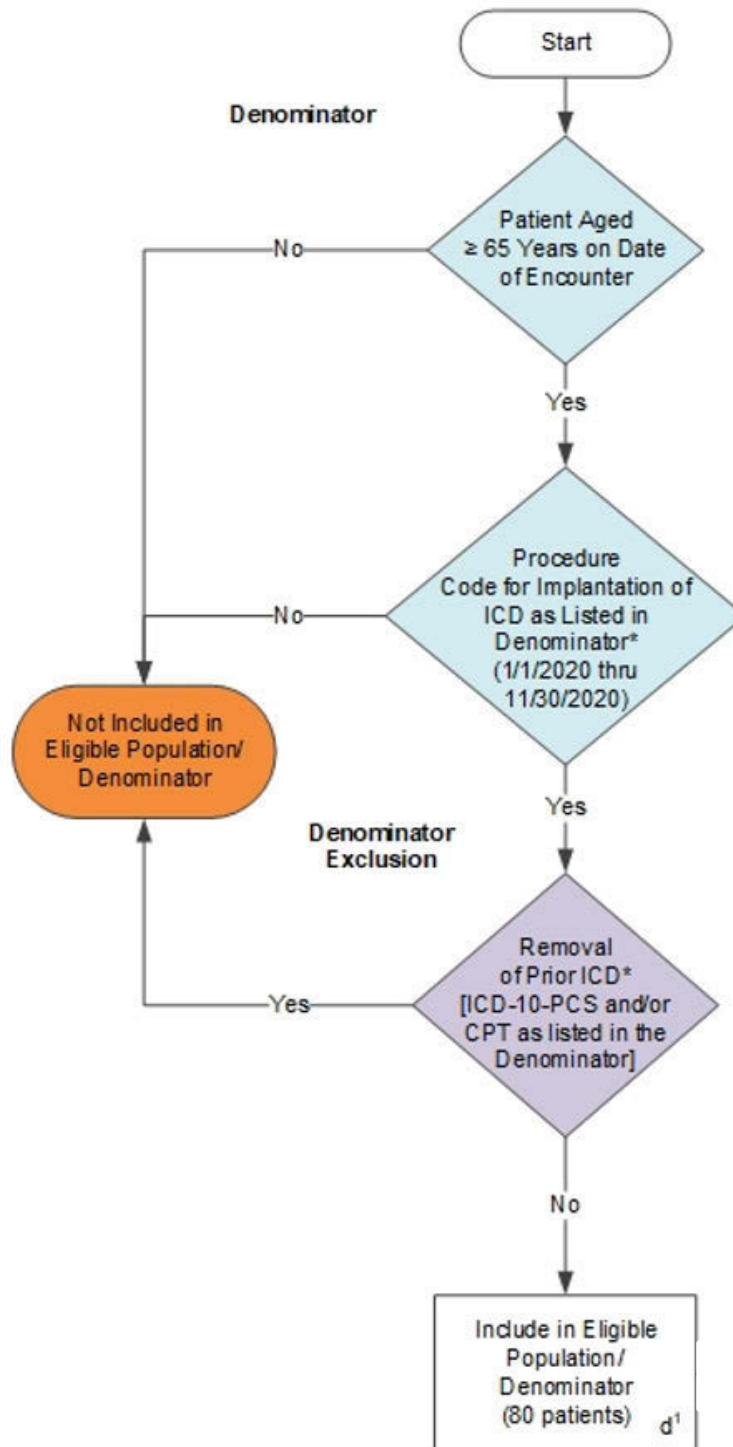 Start
Denominator
Patient Aged
≥ 65 Years on Date
of Encounter
No
Yes
Procedure
Code for Implantation of
ICD as Listed in
Denominator*
(1/1/2020 thru
11/30/2020)
No
Not Included in
Eligible Population/
Denominator
Yes
Denominator
Exclusion
Removal
of Prior ICD*
[ICD-10-PCS and/or
CPT as listed in the
Denominator]
Yes
No
Include in Eligible
Population/
Denominator
(80 patients)
d¹